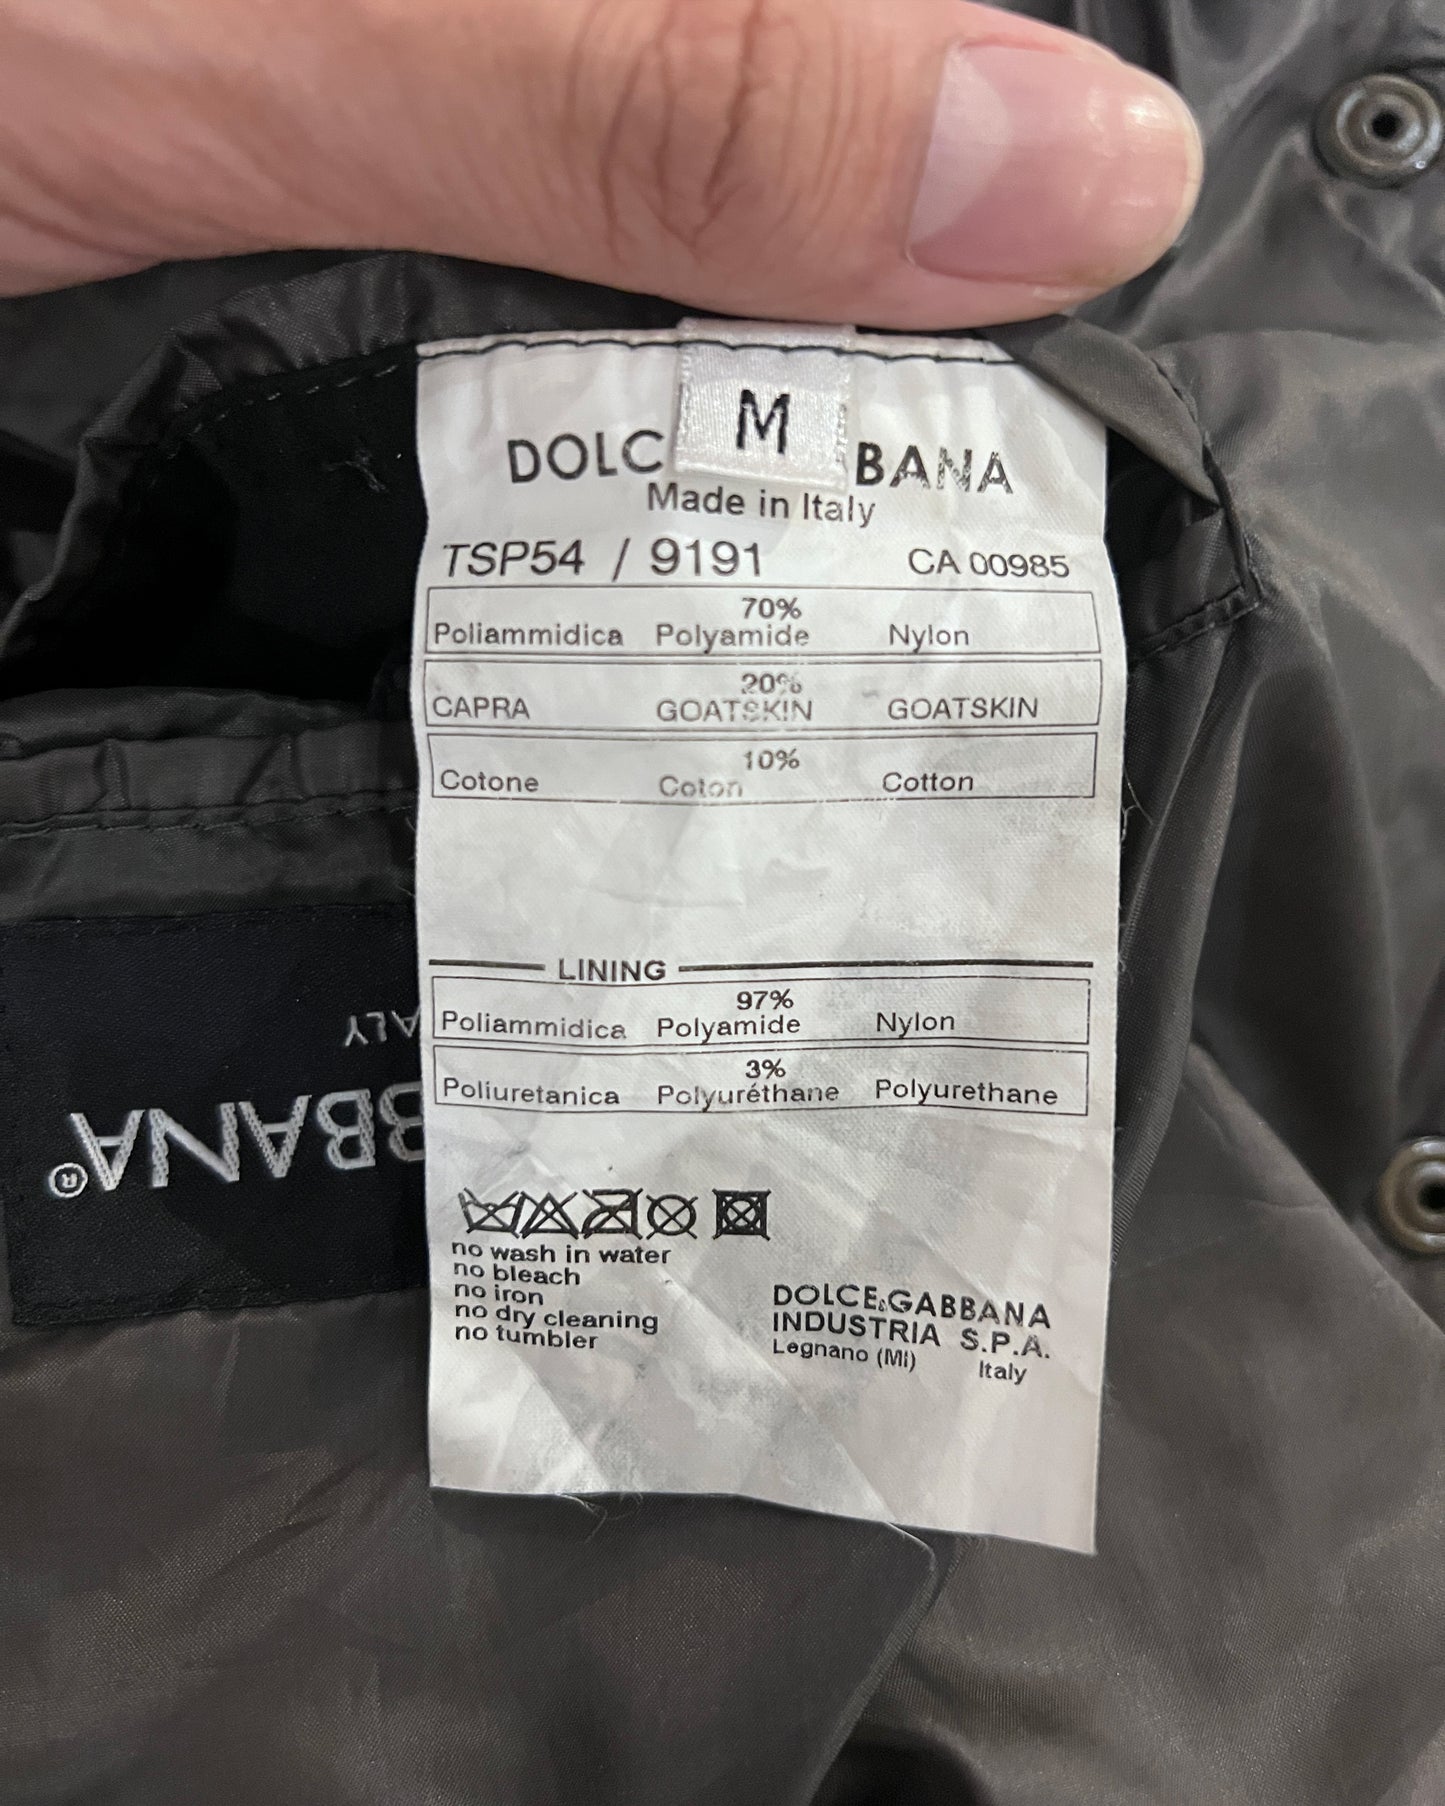 M
DOLC BANA
Made in Italy
TSP54 / 9191 CA 00985
70%
Poliammidica Polyamide Nylon
20%
CAPRA GOATSKIN GOATSKIN
10%
Cotone Coton Cotton
LINING
97%
Poliammidica Polyamide Nylon
3%
Poliuretanica Polyuréthane Polyurethane
no wash in water
no bleach
no iron
no dry cleaning
no tumbler
DOLCE&GABBANA
INDUSTRIA S.P.A.
Legnano (Mi) Italy
BBANA®
ALY